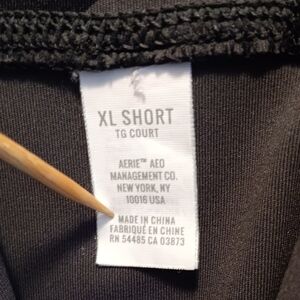 XL SHORT
TG COURT
AERIE™ AEO
MANAGEMENT CO.
NEW YORK, NY
10016 USA
MADE IN CHINA
FABRIQUÉ EN CHINE
RN 54485 CA 03873